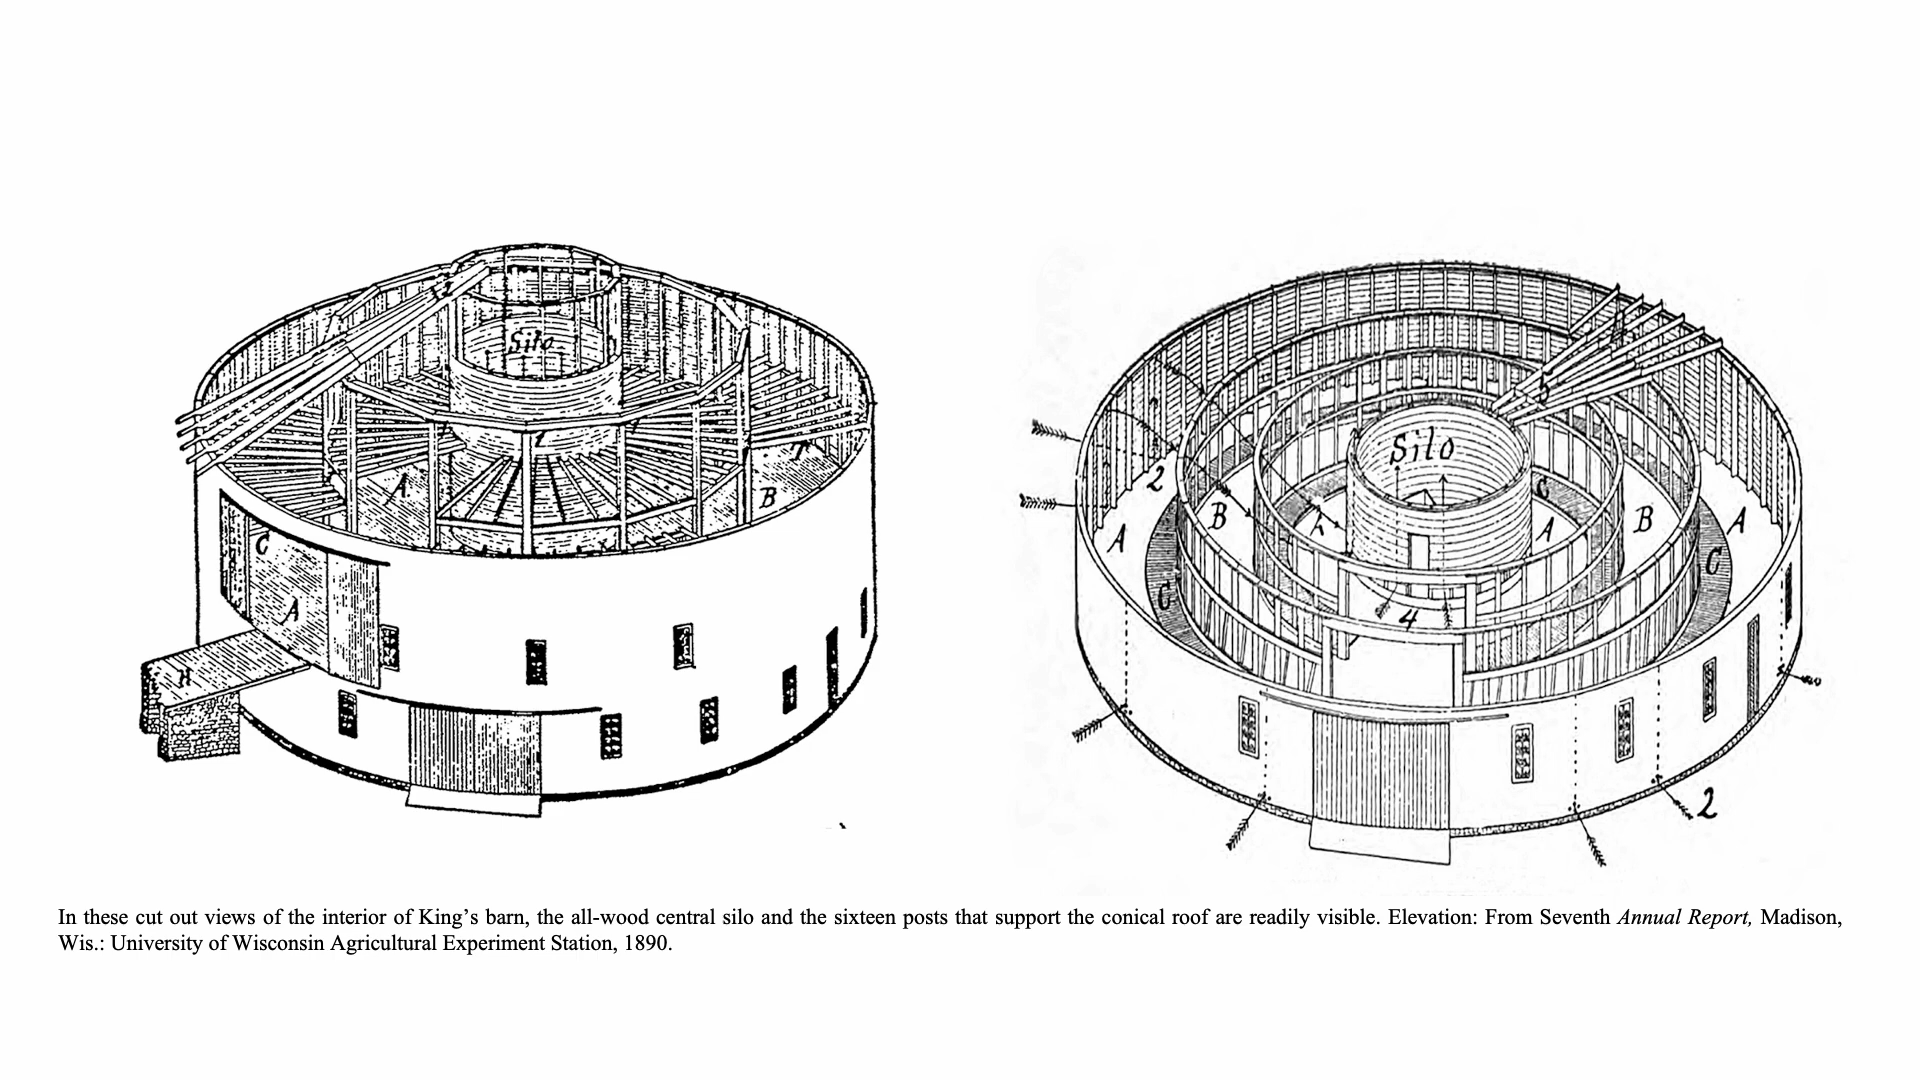 Silo
A
B
C
A
H
Silo
2
A
B
C
A
B
A
C
C
4
2
In these cut out views of the interior of King’s barn, the all-wood central silo and the sixteen posts that support the conical roof are readily visible. Elevation: From Seventh Annual Report, Madison,
Wis.: University of Wisconsin Agricultural Experiment Station, 1890.